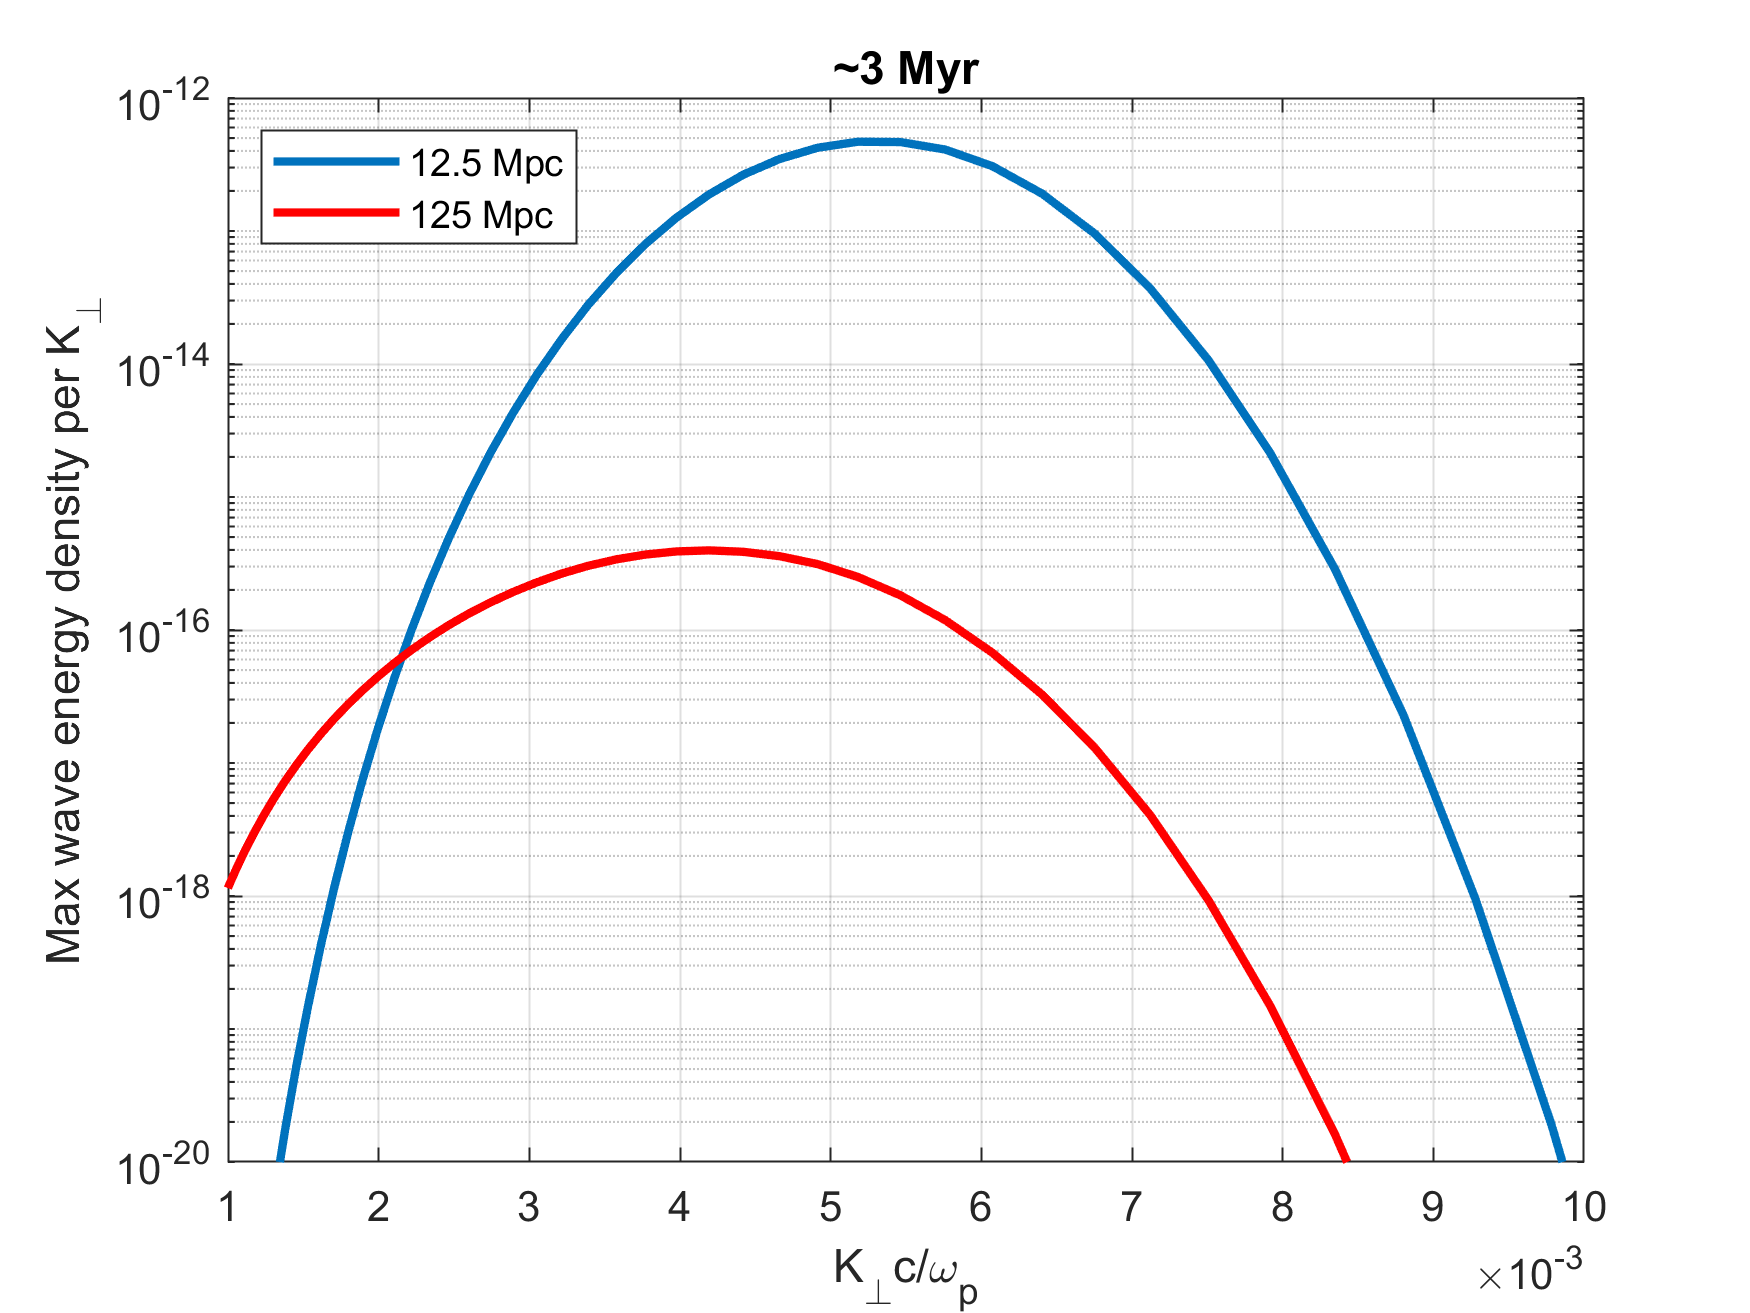 ~3 Myr
12.5 Mpc
125 Mpc
Max wave energy density per K⊥
10⁻¹²
10⁻¹⁴
10⁻¹⁶
10⁻¹⁸
10⁻²⁰
1 2 3 4 5 6 7 8 9 10
×10⁻³
K⊥c/ωₚ